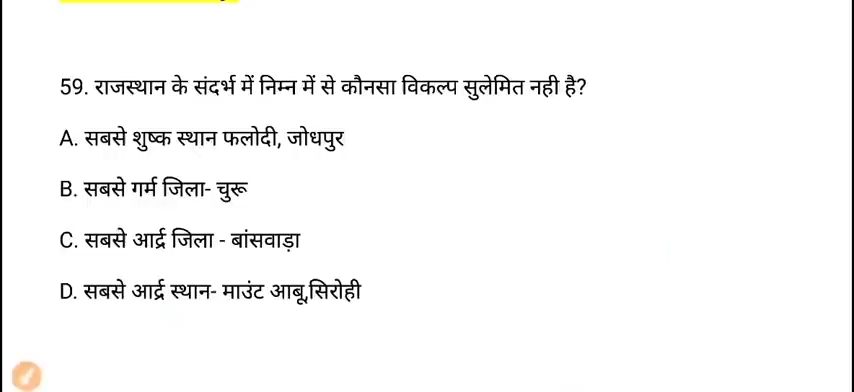 59. राजस्थान के संदर्भ में निम्न में से कौनसा विकल्प सुलेमित नही है?
A. सबसे शुष्क स्थान फलोदी, जोधपुर
B. सबसे गर्म जिला- चुरू
C. सबसे आर्द्र जिला - बांसवाड़ा
D. सबसे आर्द्र स्थान- माउंट आबू,सिरोही